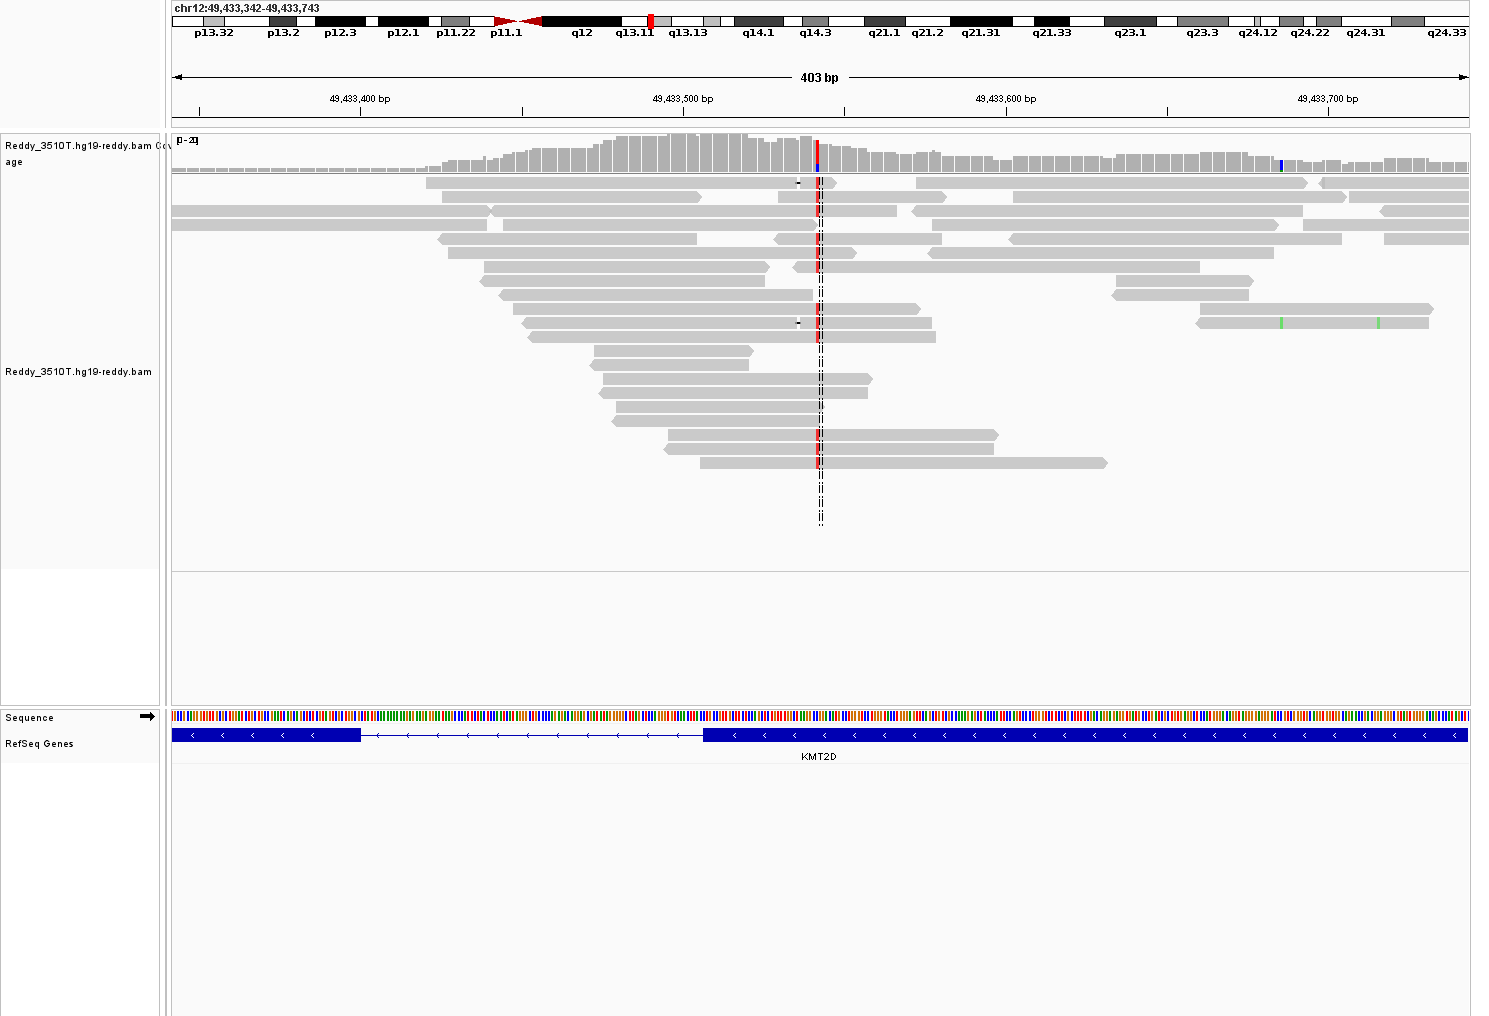 chr12:49,433,342-49,433,743
p13.32 p13.2 p12.3 p12.1 p11.22 p11.1 q12 q13.11 q13.13 q14.1 q14.3 q21.1 q21.2 q21.31 q21.33 q23.1 q23.3 q24.12 q24.22 q24.31 q24.33
403 bp
49,433,400 bp 49,433,500 bp 49,433,600 bp 49,433,700 bp
[0-20]
Reddy_3510T.hg19-reddy.bam Cov
age
Reddy_3510T.hg19-reddy.bam
Sequence
RefSeq Genes
KMT2D